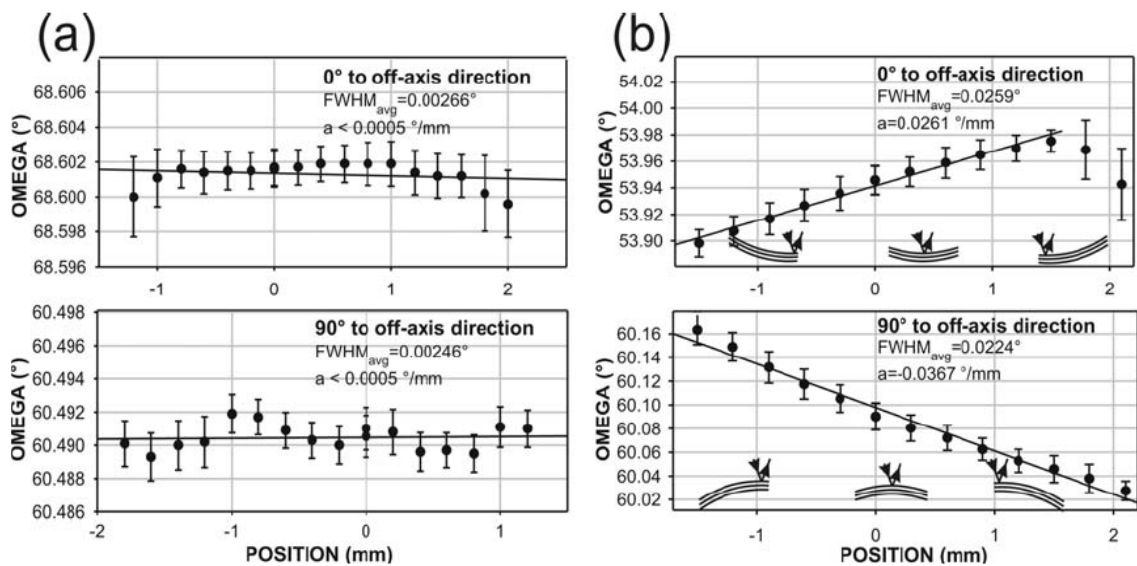 (a)
OMEGA (°)
68.606
68.604
68.602
68.600
68.598
68.596
0° to off-axis direction
FWHMavg=0.00266°
a < 0.0005 °/mm
-1
0
1
2
OMEGA (°)
60.498
60.496
60.494
60.492
60.490
60.488
60.486
90° to off-axis direction
FWHMavg=0.00246°
a < 0.0005 °/mm
-2
-1
0
1
POSITION (mm)
(b)
OMEGA (°)
54.02
54.00
53.98
53.96
53.94
53.92
53.90
0° to off-axis direction
FWHMavg=0.0259°
a=0.0261 °/mm
-1
0
1
2
OMEGA (°)
60.16
60.14
60.12
60.10
60.08
60.06
60.04
60.02
90° to off-axis direction
FWHMavg=0.0224°
a=-0.0367 °/mm
-1
0
1
2
POSITION (mm)